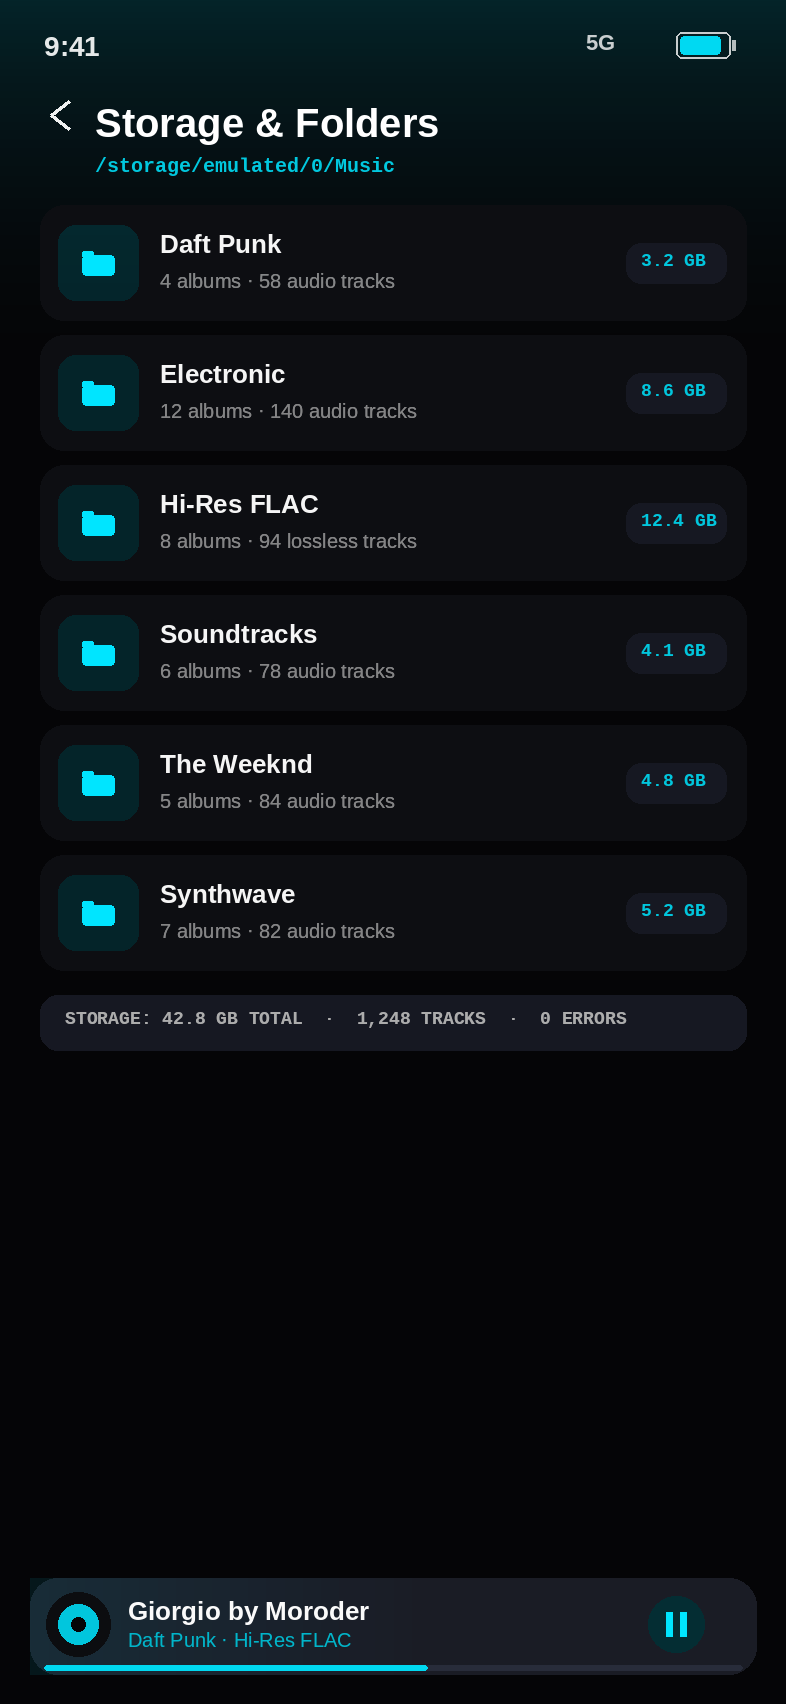 9:41
5G
Storage & Folders
/storage/emulated/0/Music
Daft Punk
4 albums · 58 audio tracks
3.2 GB
Electronic
12 albums · 140 audio tracks
8.6 GB
Hi-Res FLAC
8 albums · 94 lossless tracks
12.4 GB
Soundtracks
6 albums · 78 audio tracks
4.1 GB
The Weeknd
5 albums · 84 audio tracks
4.8 GB
Synthwave
7 albums · 82 audio tracks
5.2 GB
STORAGE: 42.8 GB TOTAL · 1,248 TRACKS · 0 ERRORS
Giorgio by Moroder
Daft Punk · Hi-Res FLAC